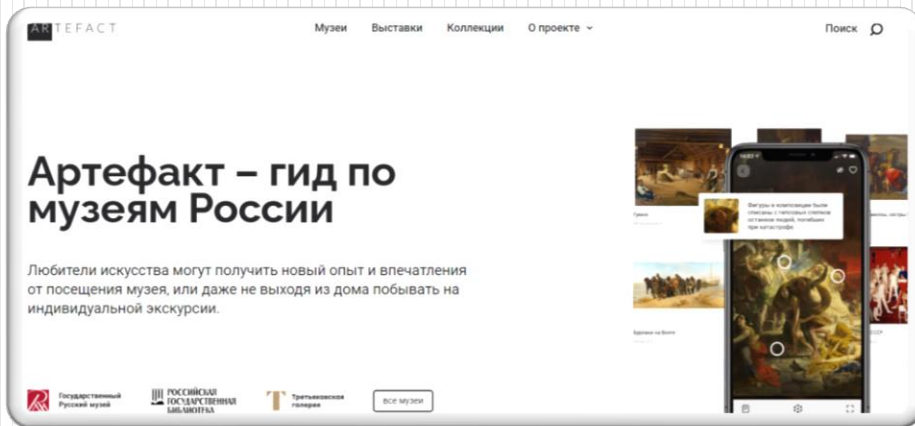 ARTEFACT
Музеи Выставки Коллекции О проекте
Поиск
Артефакт – гид по
музеям России
Любители искусства могут получить новый опыт и впечатления
от посещения музея, или даже не выходя из дома побывать на
индивидуальной экскурсии.
Фигуры в композиции были
списаны с гипсовых слепков
останков людей, погибших
при катастрофе.
Бурлаки на Волге
Государственный
Русский музей
РОССИЙСКАЯ
ГОСУДАРСТВЕННАЯ
БИБЛИОТЕКА
Третьяковская
галерея
все музеи